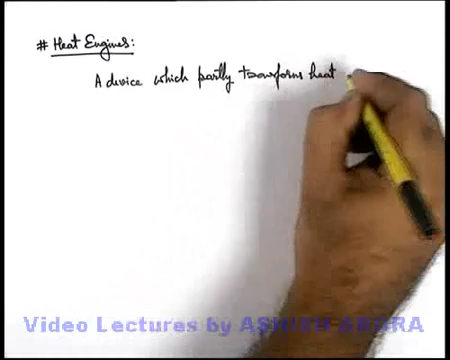 # Heat Engines:
A device which partly transforms heat
Video Lectures by ASHISH ARORA